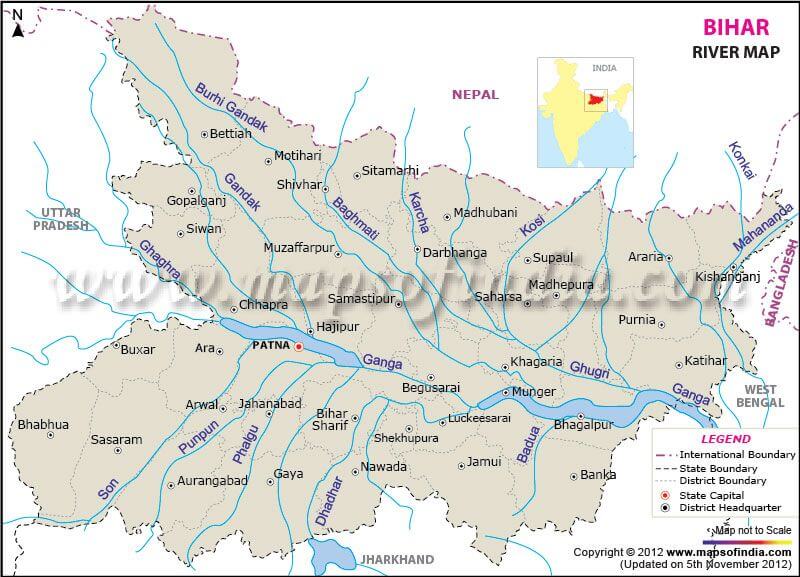 N
BIHAR
RIVER MAP
INDIA
NEPAL
Konkai
Burhi Gandak
Bettiah
Motihari
Sitamarhi
Shivhar
Gandak
Gopalganj
Baghmati
Karcha
Madhubani
Kosi
Mahananda
UTTAR
PRADESH
Siwan
Ghaghra
Muzaffarpur
Darbhanga
Supaul
Araria
Kishanganj
BANGLADESH
www.mapsofindia.com
Chhapra
Samastipur
Saharsa
Madhepura
Hajipur
Purnia
Buxar
Ara
PATNA
Ganga
Khagaria
Ghugri
Katihar
Begusarai
Munger
Ganga
WEST
BENGAL
Arwal
Jahanabad
Bihar
Sharif
Luckeesarai
Bhagalpur
Bhabhua
Sasaram
Punpun
Phalgu
Shekhupura
Badua
Son
Aurangabad
Gaya
Dhadhar
Nawada
Jamui
Banka
JHARKHAND
LEGEND
International Boundary
State Boundary
District Boundary
State Capital
District Headquarter
Map not to Scale
Copyright © 2012 www.mapsofindia.com
(Updated on 5th November 2012)